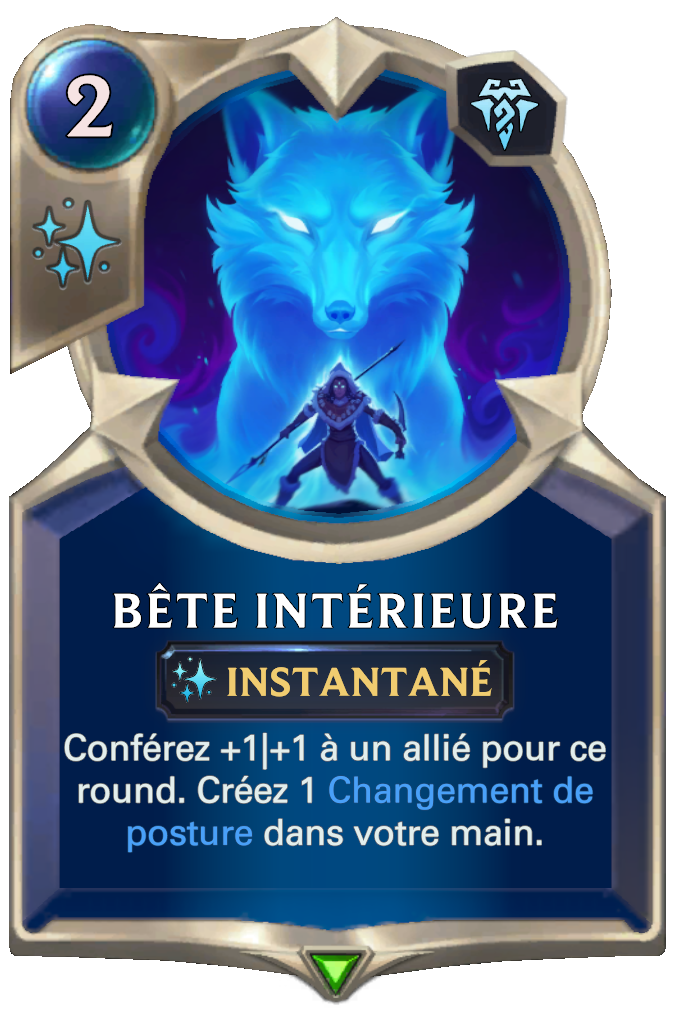 2
BÊTE INTÉRIEURE
INSTANTANÉ
Conférez +1|+1 à un allié pour ce
round. Créez 1 Changement de
posture dans votre main.